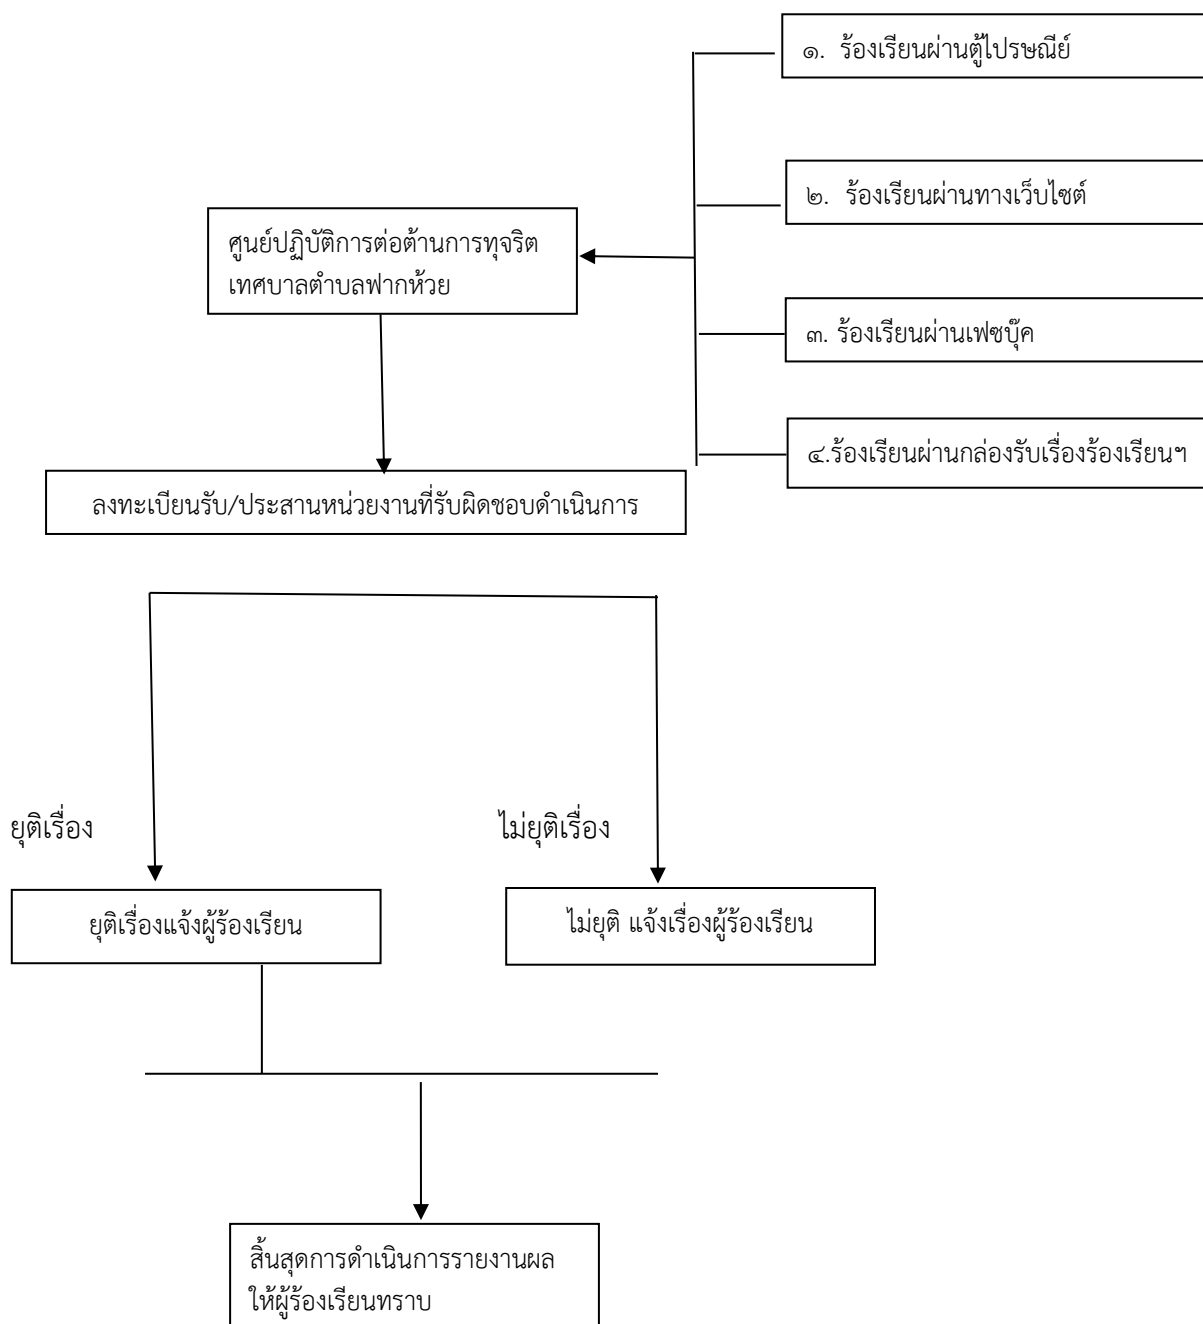 ๑. ร้องเรียนผ่านตู้ไปรษณีย์
๒. ร้องเรียนผ่านทางเว็บไซต์
ศูนย์ปฏิบัติการต่อต้านการทุจริต
เทศบาลตำบลฟากห้วย
๓. ร้องเรียนผ่านเฟซบุ๊ค
๔.ร้องเรียนผ่านกล่องรับเรื่องร้องเรียนฯ
ลงทะเบียนรับ/ประสานหน่วยงานที่รับผิดชอบดำเนินการ
ยุติเรื่อง
ไม่ยุติเรื่อง
ยุติเรื่องแจ้งผู้ร้องเรียน
ไม่ยุติ แจ้งเรื่องผู้ร้องเรียน
สิ้นสุดการดำเนินการรายงานผล
ให้ผู้ร้องเรียนทราบ